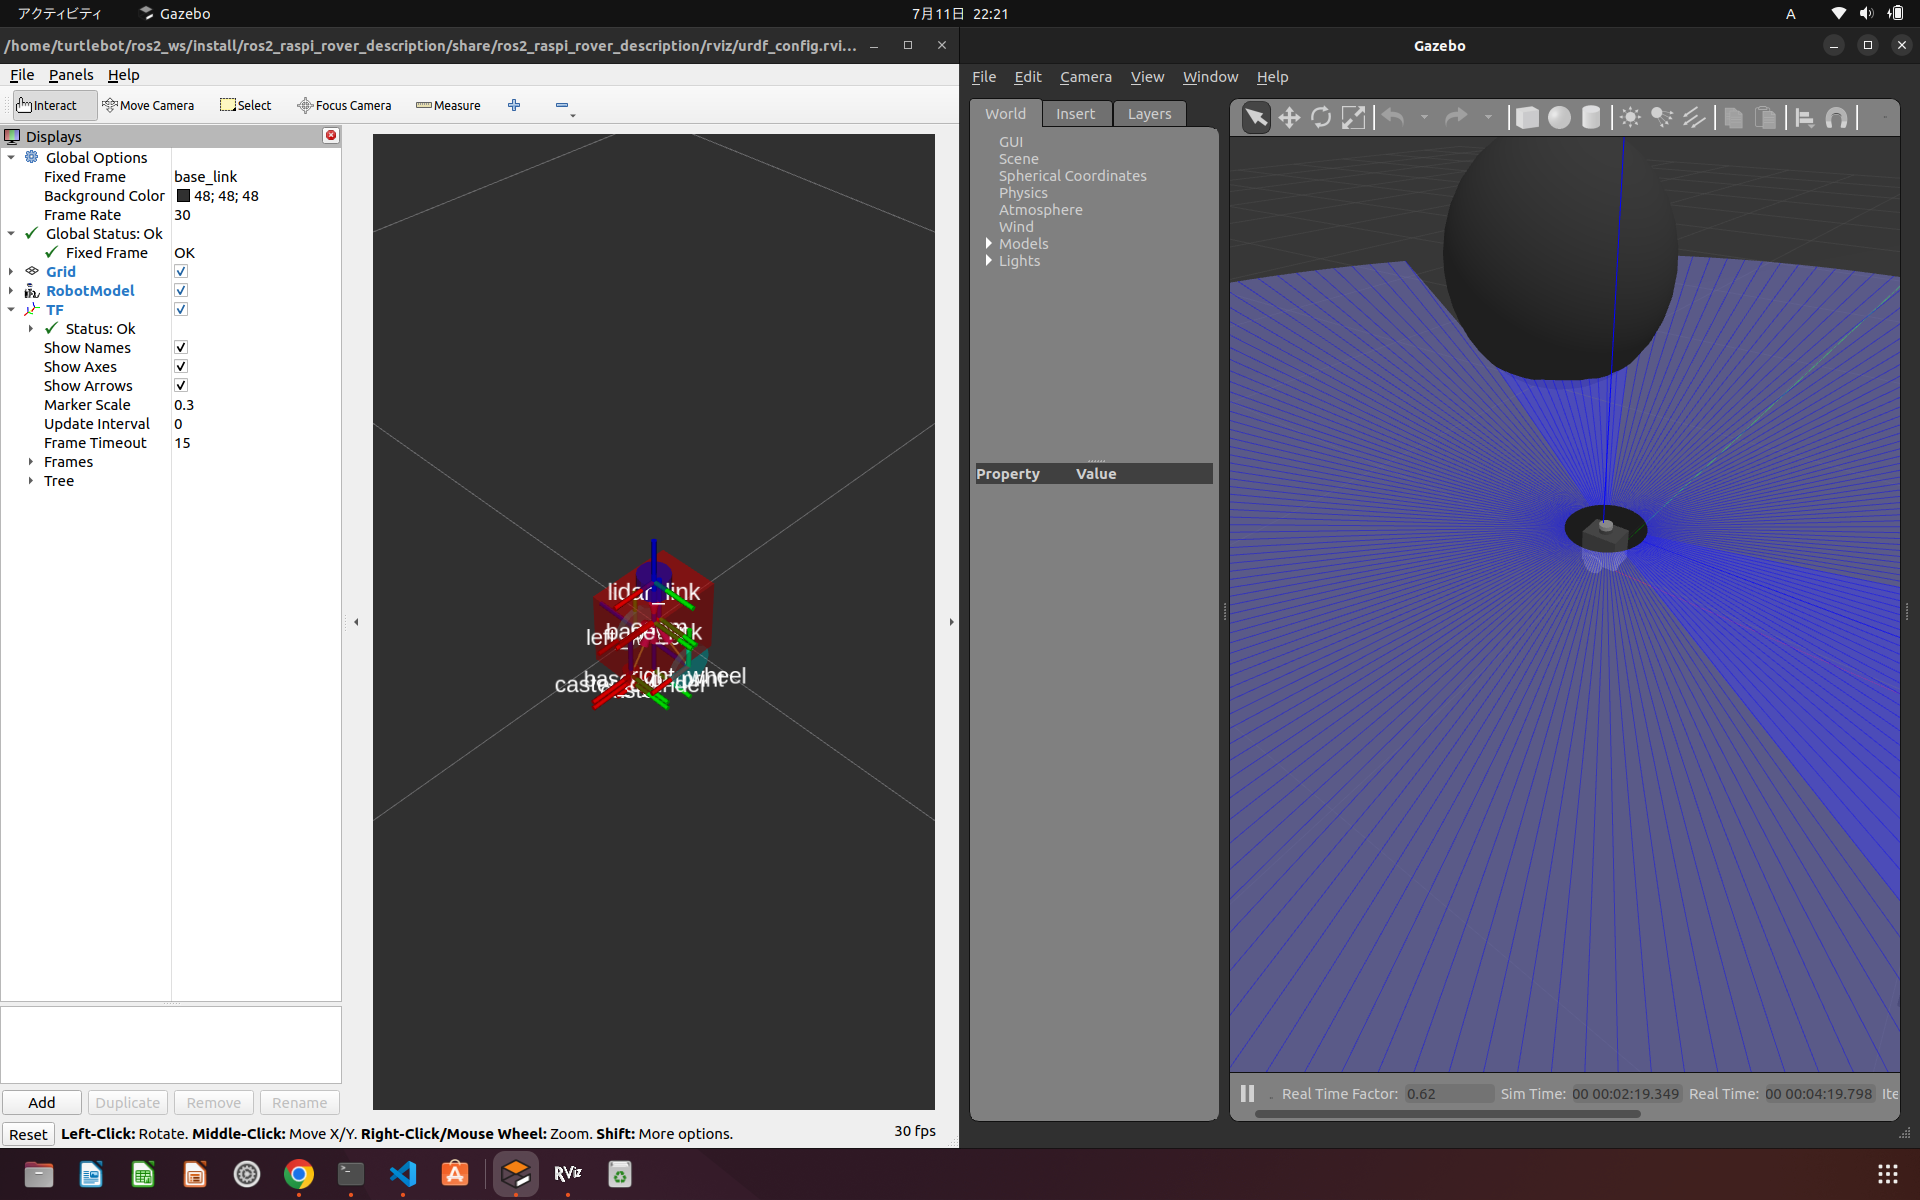 アクティビティ
Gazebo
7月11日 22:21
A
/home/turtlebot/ros2_ws/install/ros2_raspi_rover_description/share/ros2_raspi_rover_description/rviz/urdf_config.rvi...
File Panels Help
Interact Move Camera Select Focus Camera Measure
Displays
Global Options
Fixed Frame base_link
Background Color 48; 48; 48
Frame Rate 30
Global Status: Ok
Fixed Frame OK
Grid
RobotModel
TF
Status: Ok
Show Names
Show Axes
Show Arrows
Marker Scale 0.3
Update Interval 0
Frame Timeout 15
Frames
Tree
lidar_link
right_wheel
Add Duplicate Remove Rename
Reset Left-Click: Rotate. Middle-Click: Move X/Y. Right-Click/Mouse Wheel: Zoom. Shift: More options.
30 fps
Gazebo
File Edit Camera View Window Help
World Insert Layers
GUI
Scene
Spherical Coordinates
Physics
Atmosphere
Wind
Models
Lights
Property Value
Real Time Factor: 0.62 Sim Time: 00 00:02:19.349 Real Time: 00 00:04:19.798 Ite
RViz